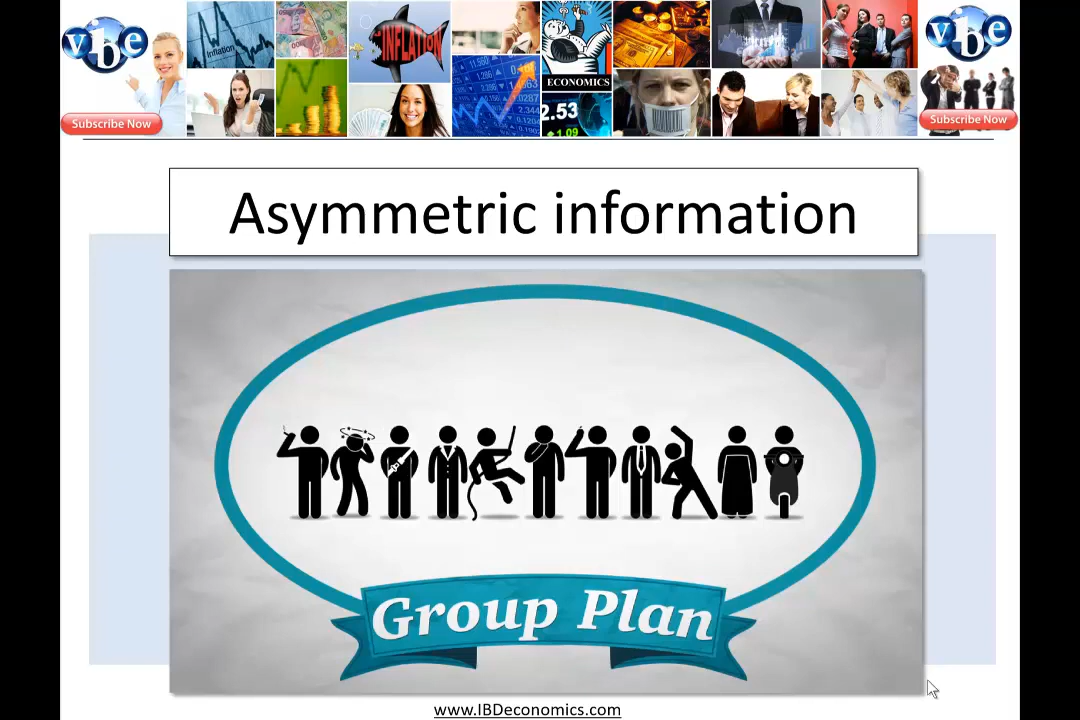 vbe
Inflation
INFLATION
ECONOMICS
2.53
1.09
vbe
Subscribe Now
Subscribe Now
Asymmetric information
Group Plan
www.IBDeconomics.com